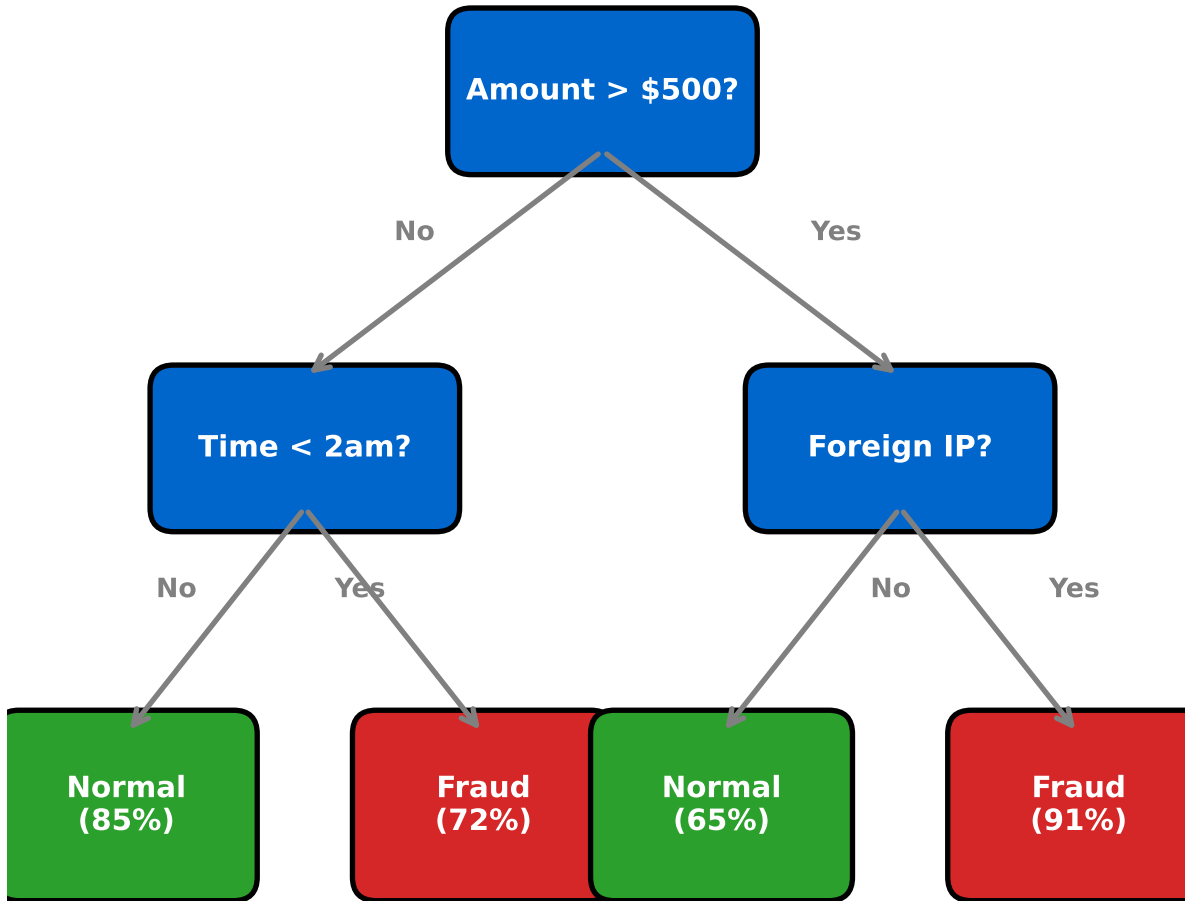 Amount > $500?
No
Yes
Time < 2am?
Foreign IP?
No
Yes
No
Yes
Normal
(85%)
Fraud
(72%)
Normal
(65%)
Fraud
(91%)